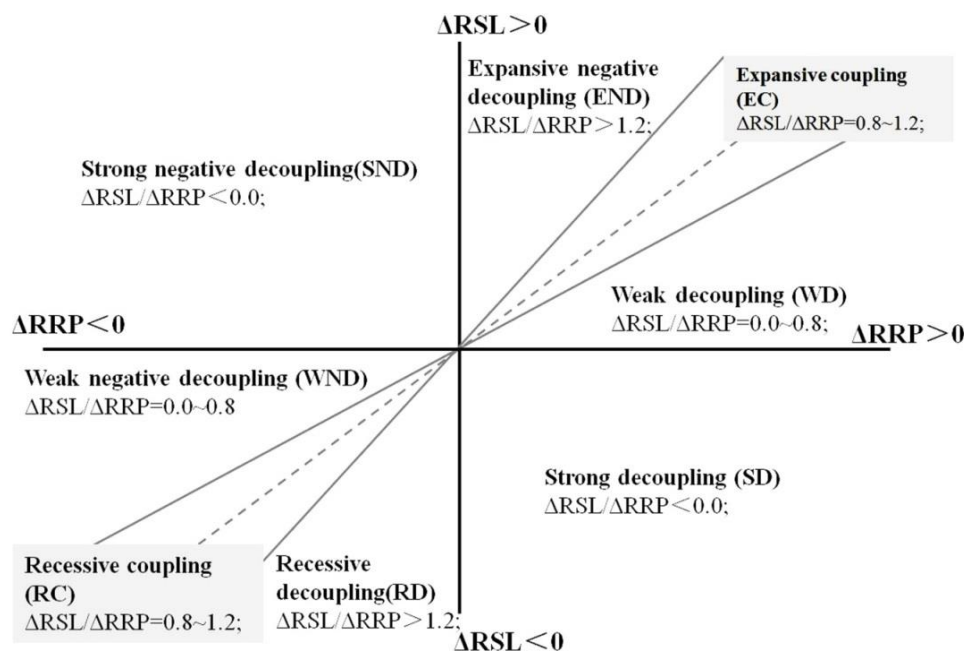 ΔRSL＞0
Expansive negative
decoupling (END)
ΔRSL/ΔRRP＞1.2;
Expansive coupling
(EC)
ΔRSL/ΔRRP=0.8~1.2;
Strong negative decoupling(SND)
ΔRSL/ΔRRP＜0.0;
Weak decoupling (WD)
ΔRSL/ΔRRP=0.0~0.8;
ΔRRP＜0
ΔRRP＞0
Weak negative decoupling (WND)
ΔRSL/ΔRRP=0.0~0.8
Strong decoupling (SD)
ΔRSL/ΔRRP＜0.0;
Recessive coupling
(RC)
ΔRSL/ΔRRP=0.8~1.2;
Recessive
decoupling(RD)
ΔRSL/ΔRRP＞1.2;
ΔRSL＜0